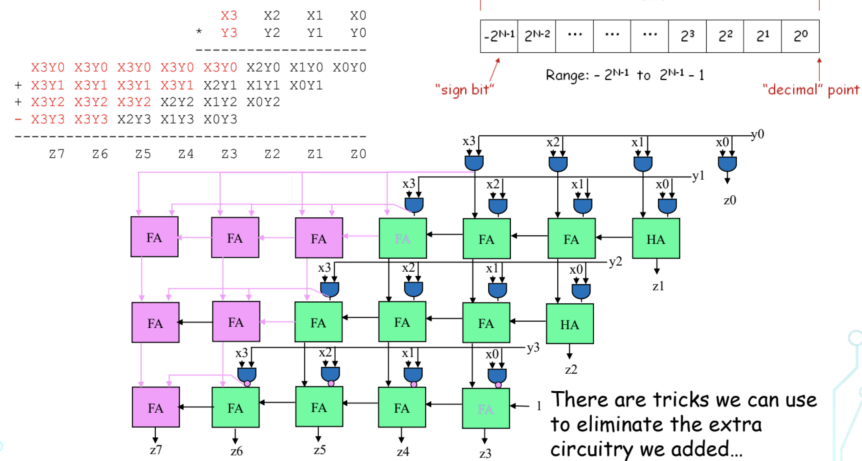 X3 X2 X1 X0
* Y3 Y2 Y1 Y0
--------------------
X3Y0 X3Y0 X3Y0 X3Y0 X3Y0 X2Y0 X1Y0 X0Y0
+ X3Y1 X3Y1 X3Y1 X3Y1 X2Y1 X1Y1 X0Y1
+ X3Y2 X3Y2 X3Y2 X2Y2 X1Y2 X0Y2
- X3Y3 X3Y3 X2Y3 X1Y3 X0Y3
-----------------------------------------
Z7 Z6 Z5 Z4 Z3 Z2 Z1 Z0
-2ᴺ⁻¹ 2ᴺ⁻² ... ... ... 2³ 2² 2¹ 2⁰
Range: - 2ᴺ⁻¹ to 2ᴺ⁻¹ - 1
"sign bit"
"decimal" point
x3 x2 x1 x0 y0
z0
x3 x2 x1 x0 y1
FA FA FA FA FA FA HA
z1
x3 x2 x1 x0 y2
FA FA FA FA FA HA
z2
x3 x2 x1 x0 y3
FA FA FA FA FA 1
z7 z6 z5 z4 z3
There are tricks we can use
to eliminate the extra
circuitry we added...